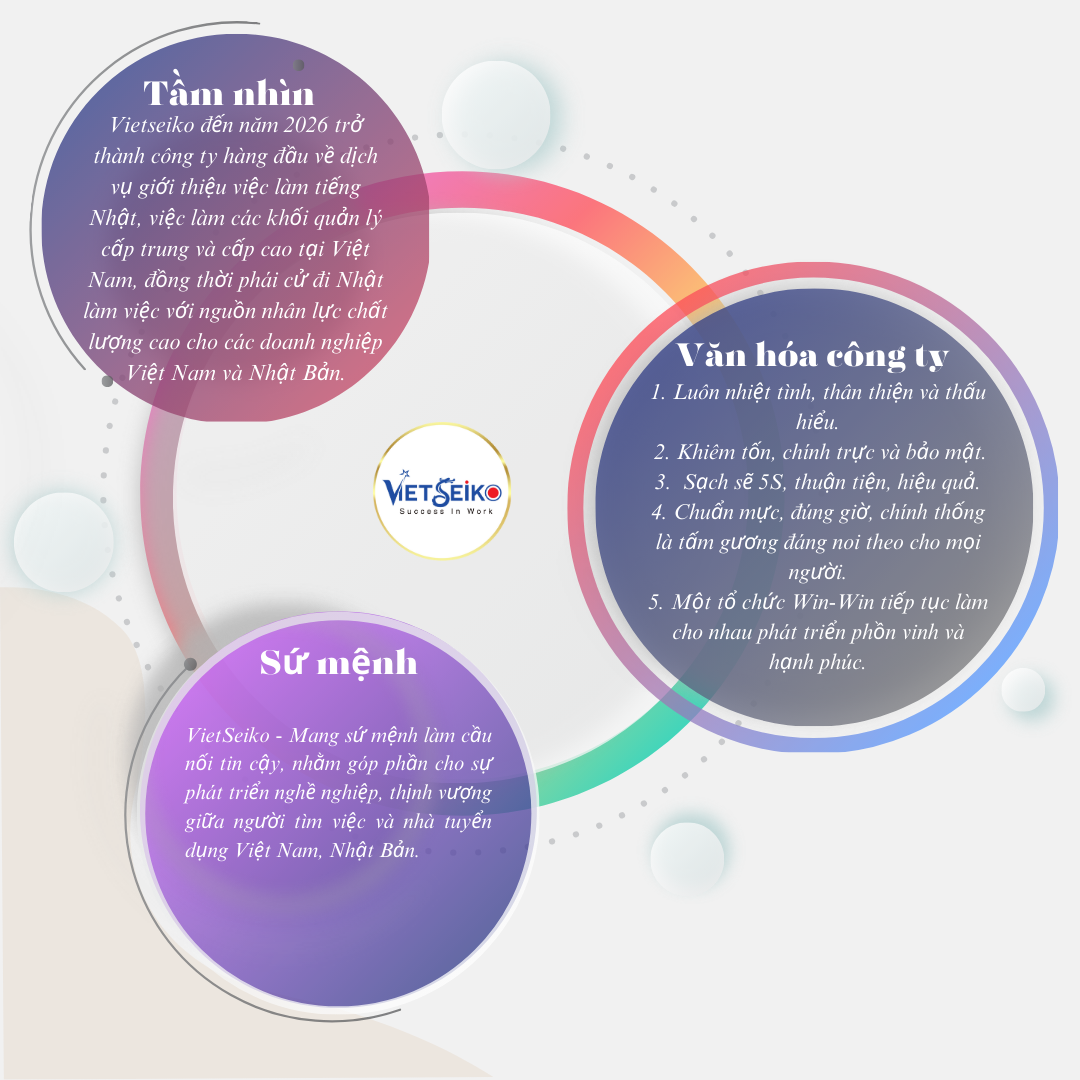 Tầm nhìn
Vietseiko đến năm 2026 trở
thành công ty hàng đầu về dịch
vụ giới thiệu việc làm tiếng
Nhật, việc làm các khối quản lý
cấp trung và cấp cao tại Việt
Nam, đồng thời phái cử đi Nhật
làm việc với nguồn nhân lực chất
lượng cao cho các doanh nghiệp
Việt Nam và Nhật Bản.
Văn hóa công ty
1. Luôn nhiệt tình, thân thiện và thấu
hiểu.
2. Khiêm tốn, chính trực và bảo mật.
3. Sạch sẽ 5S, thuận tiện, hiệu quả.
4. Chuẩn mực, đúng giờ, chính thống
là tấm gương đáng noi theo cho mọi
người.
5. Một tổ chức Win-Win tiếp tục làm
cho nhau phát triển phồn vinh và
hạnh phúc.
VIETSEIKO
Success In Work
Sứ mệnh
VietSeiko - Mang sứ mệnh làm cầu
nối tin cậy, nhằm góp phần cho sự
phát triển nghề nghiệp, thịnh vượng
giữa người tìm việc và nhà tuyển
dụng Việt Nam, Nhật Bản.